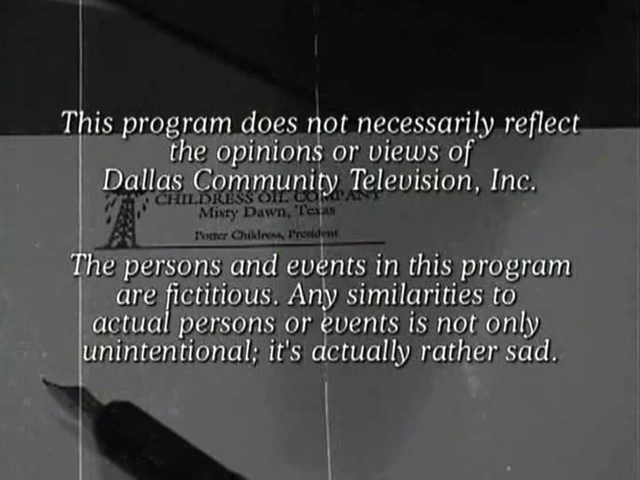 This program does not necessarily reflect
the opinions or views of
Dallas Community Television, Inc.
CHILDRESS OIL COMPANY
Misty Dawn, Texas
Potter Childress, President
The persons and events in this program
are fictitious. Any similarities to
actual persons or events is not only
unintentional; it's actually rather sad.